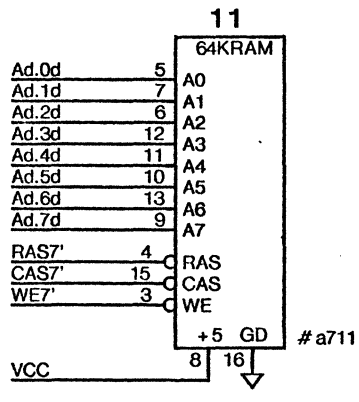 11
64KRAM
Ad.0d 5 A0
Ad.1d 7 A1
Ad.2d 6 A2
Ad.3d 12 A3
Ad.4d 11 A4
Ad.5d 10 A5
Ad.6d 13 A6
Ad.7d 9 A7
RAS7' 4 RAS
CAS7' 15 CAS
WE7' 3 WE
+5 GD
#a711
8 16
VCC